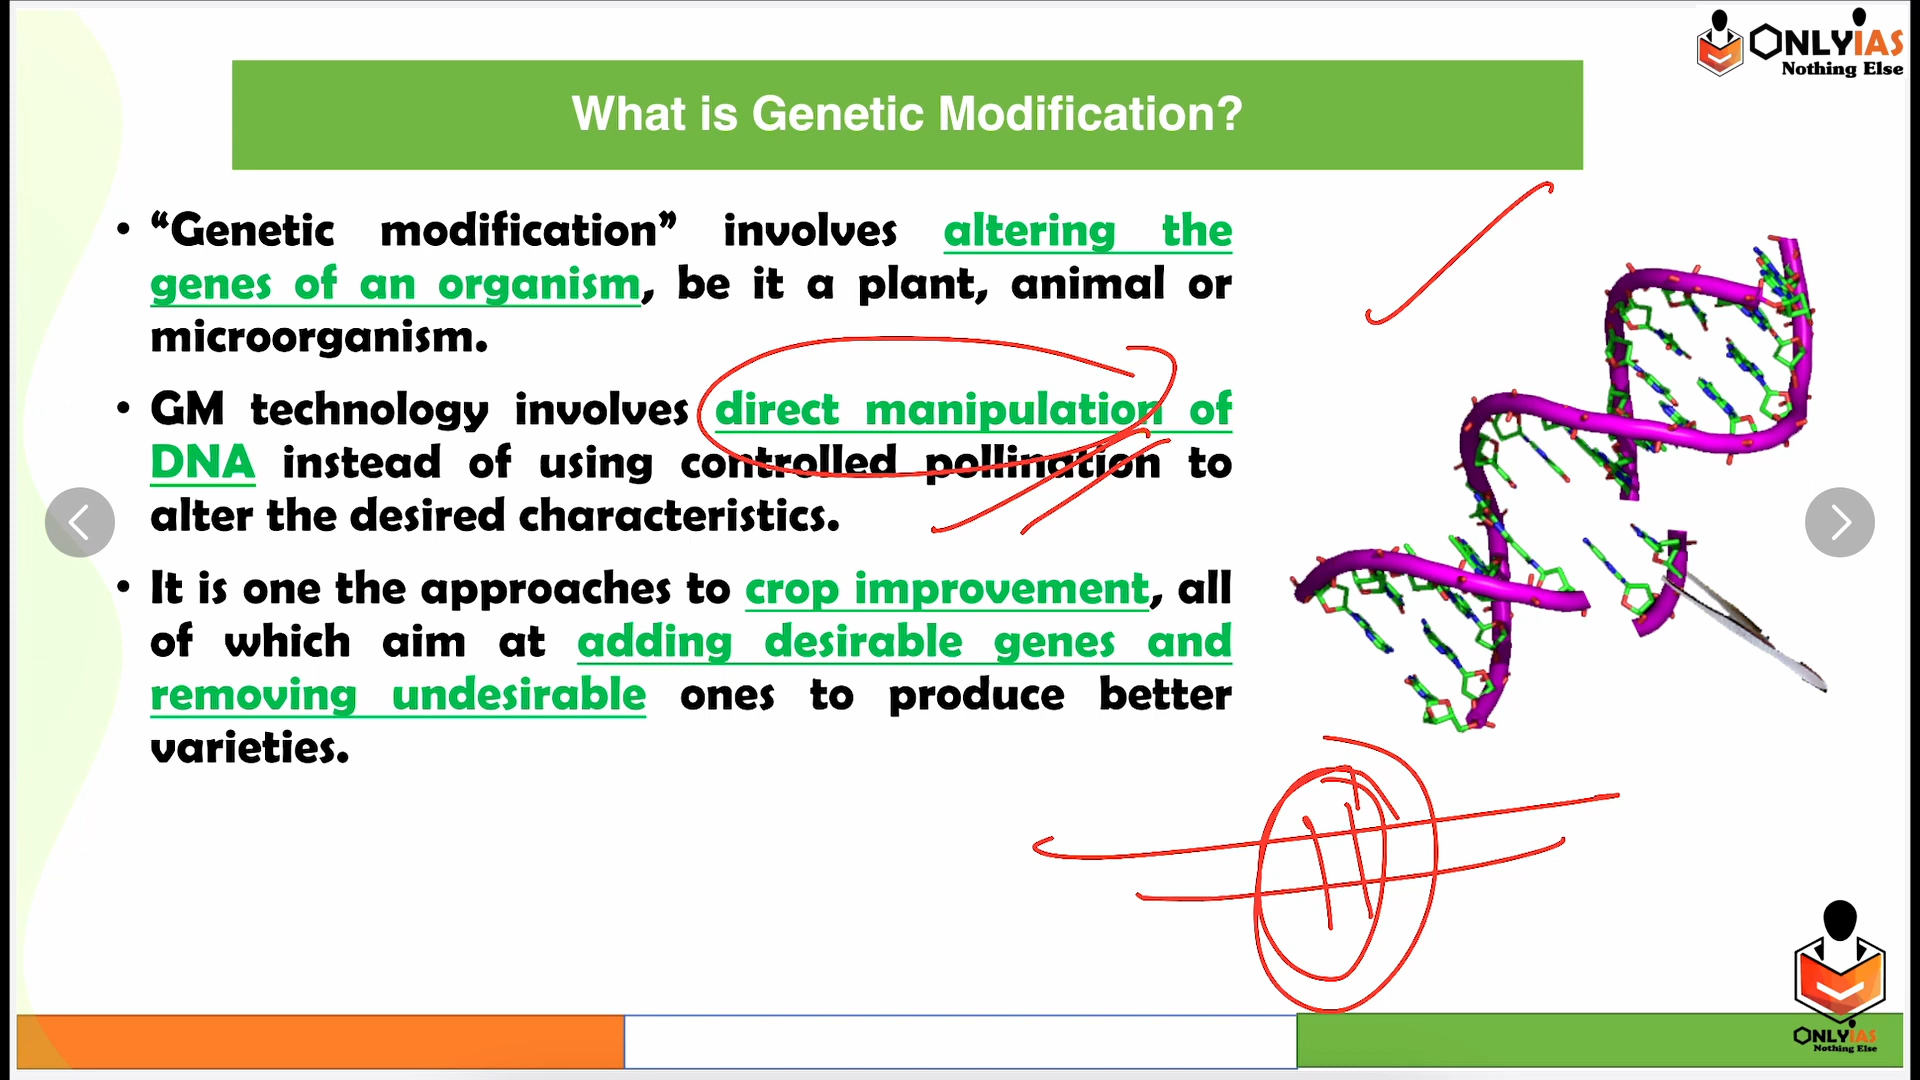 ONLYIAS
Nothing Else
What is Genetic Modification?
• “Genetic modification” involves altering the
genes of an organism, be it a plant, animal or
microorganism.
• GM technology involves direct manipulation of
DNA instead of using controlled pollination to
alter the desired characteristics.
• It is one the approaches to crop improvement, all
of which aim at adding desirable genes and
removing undesirable ones to produce better
varieties.
ONLYIAS
Nothing Else